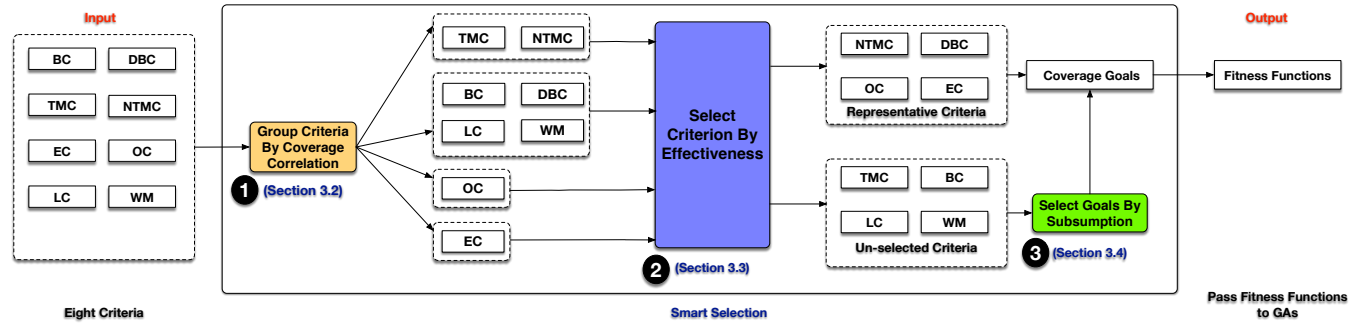 Input
BC DBC
TMC NTMC
EC OC
LC WM
Eight Criteria
Group Criteria
By Coverage
Correlation
1 (Section 3.2)
TMC NTMC
BC DBC
LC WM
OC
EC
Select
Criterion By
Effectiveness
2 (Section 3.3)
NTMC DBC
OC EC
Representative Criteria
TMC BC
LC WM
Un-selected Criteria
Coverage Goals
Select Goals By
Subsumption
3 (Section 3.4)
Smart Selection
Output
Fitness Functions
Pass Fitness Functions
to GAs